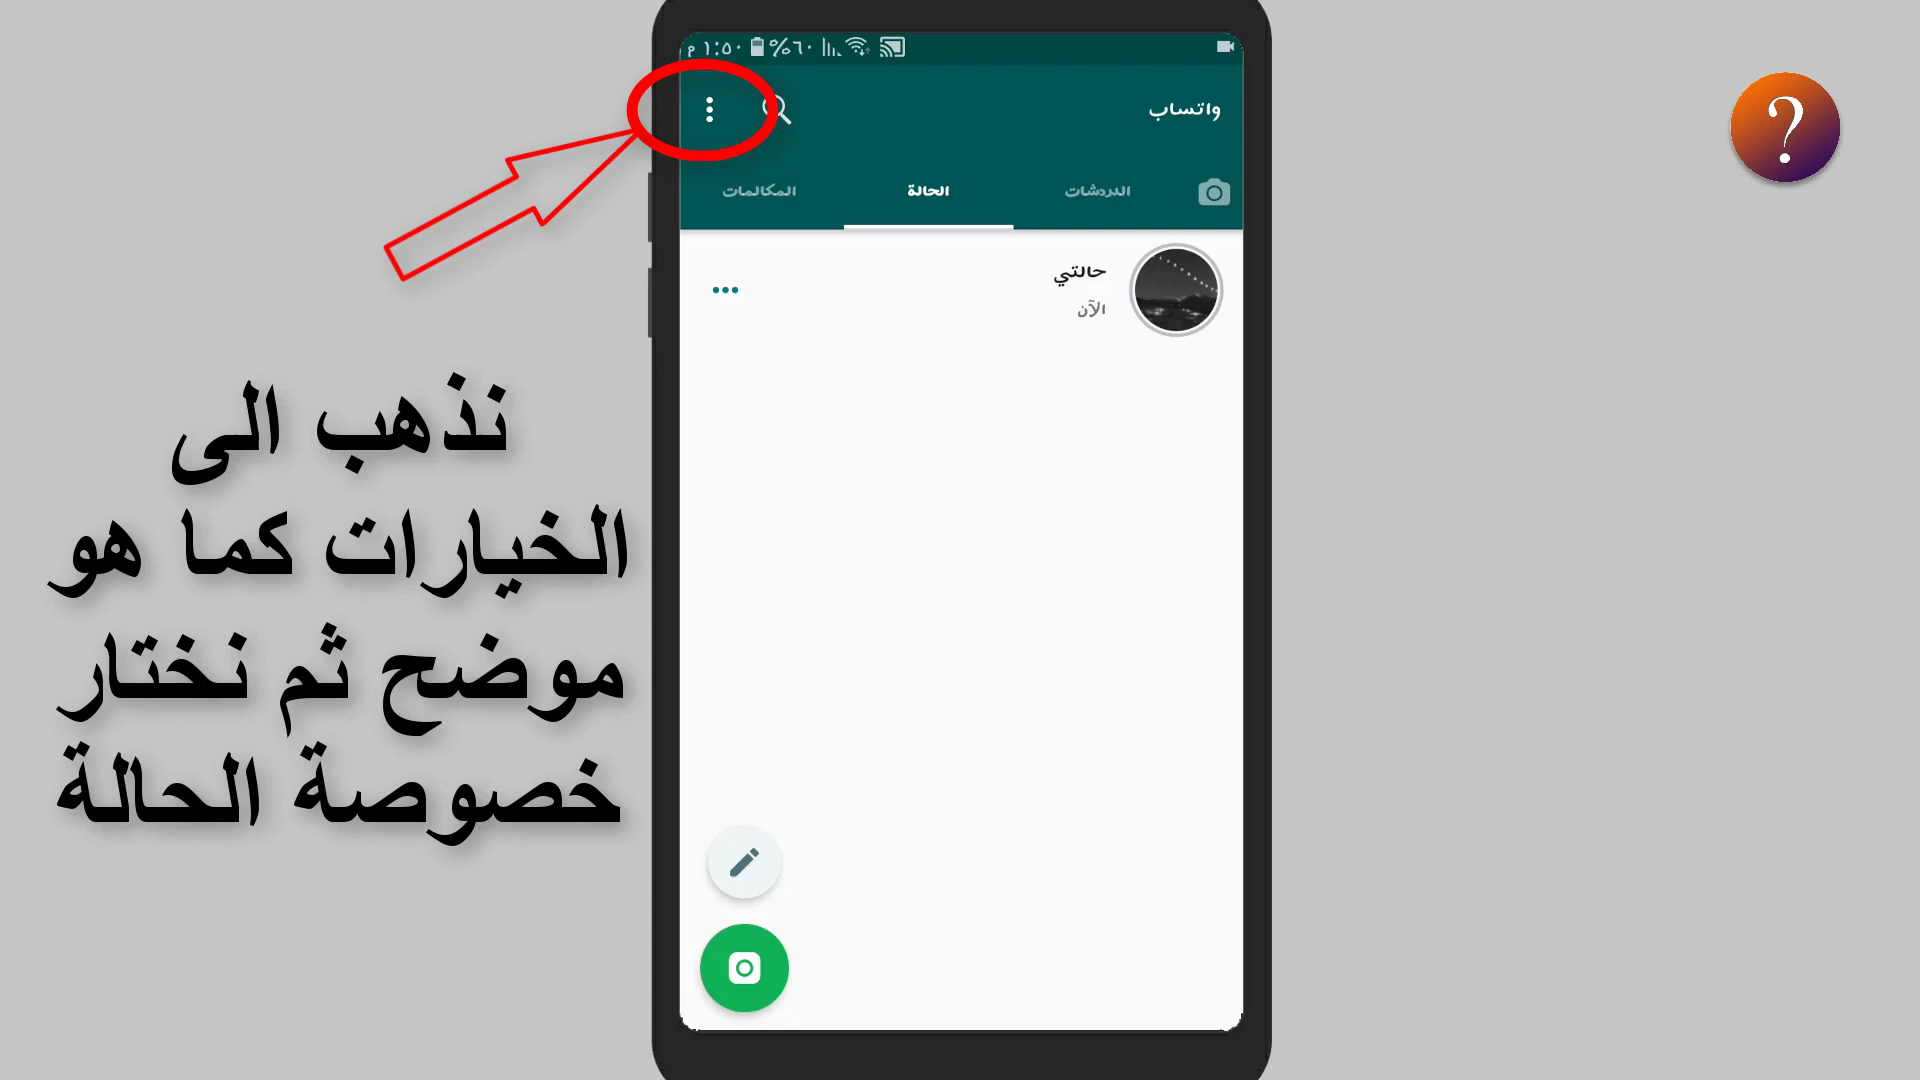 م ١:٥٠ ٪٦٠
واتساب
الدردشات الحالة المكالمات
حالتي
الآن
نذهب الى
الخيارات كما هو
موضح ثم نختار
خصوصة الحالة
?